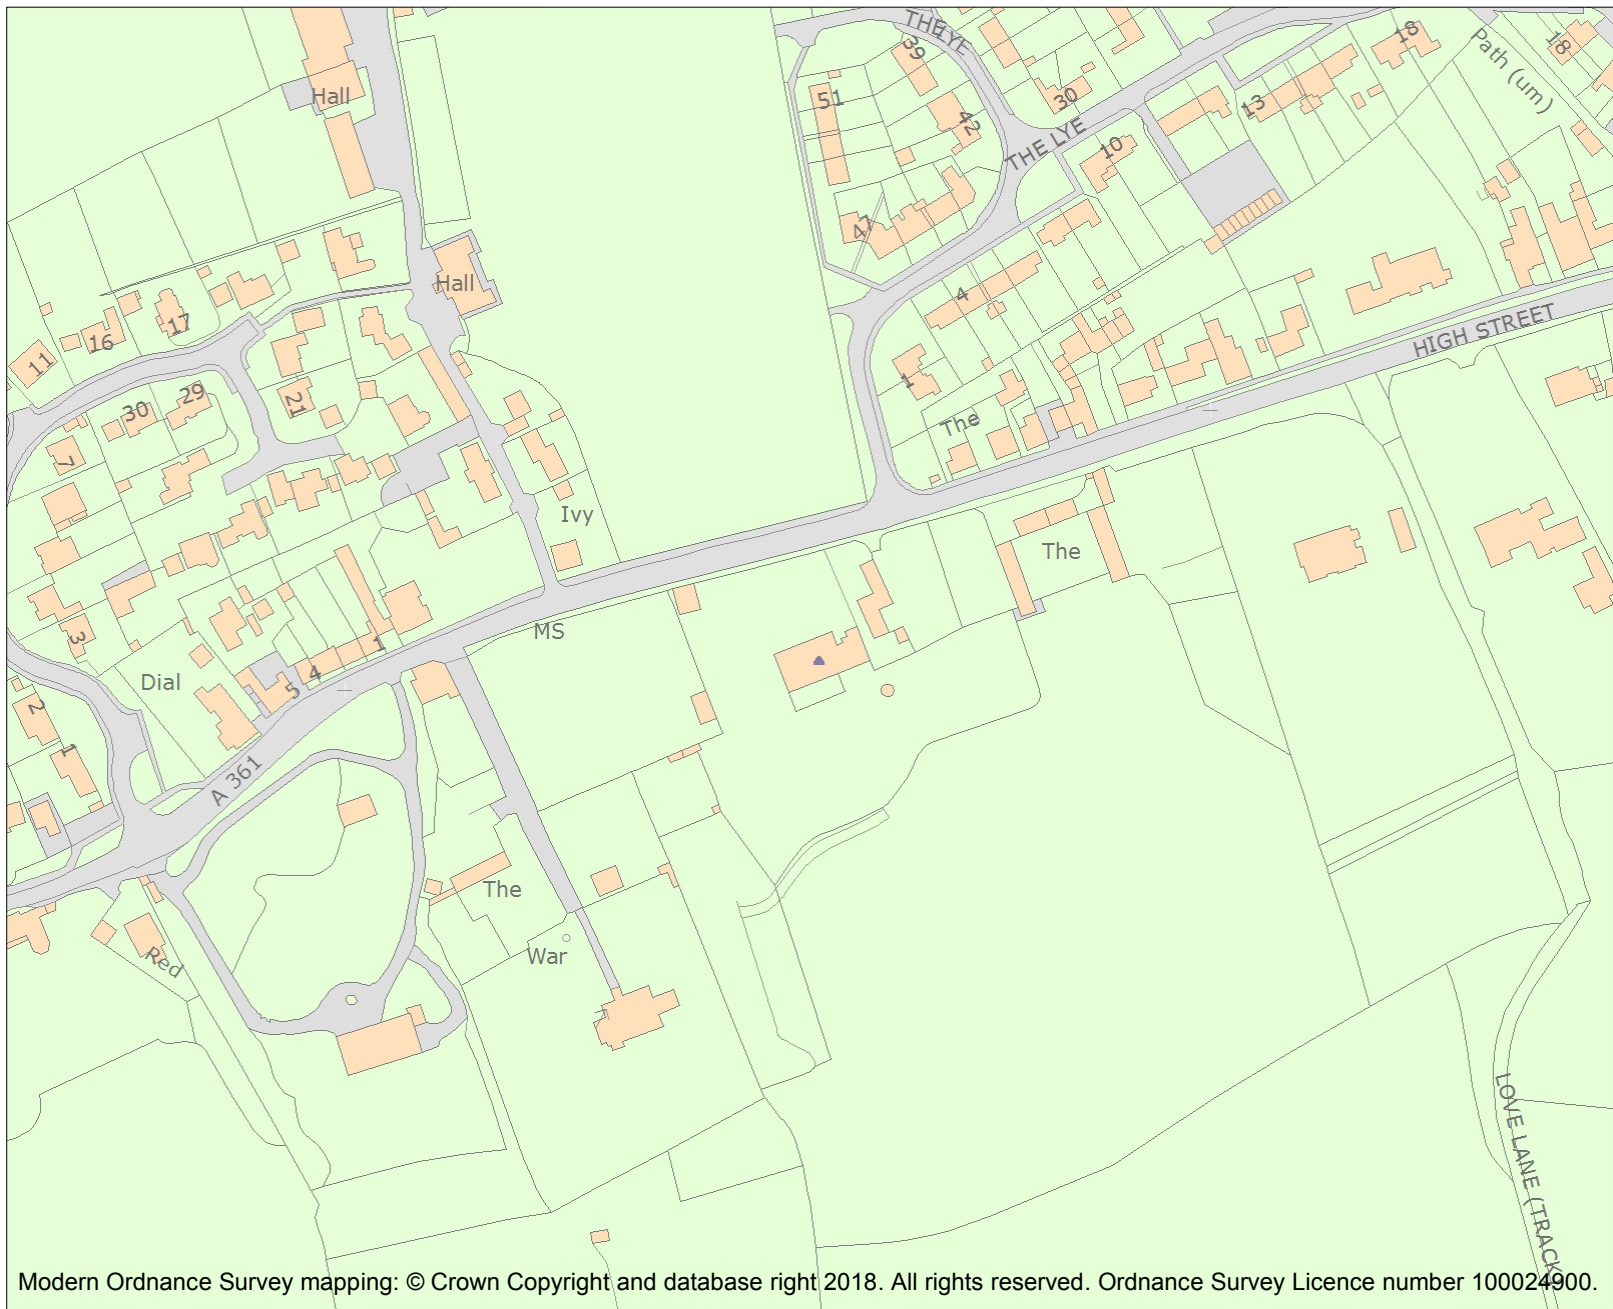 THE LYE
THE LYE
39
51
42
30
18
18
Path (um)
13
10
Hall
47
Hall
4
17
16
11
HIGH STREET
1
The
21
29
30
7
Ivy
The
MS
3
1
4
5
Dial
2
1
A 361
The
War
Red
LOVE LANE (TRACK)
Modern Ordnance Survey mapping: © Crown Copyright and database right 2018. All rights reserved. Ordnance Survey Licence number 100024900.